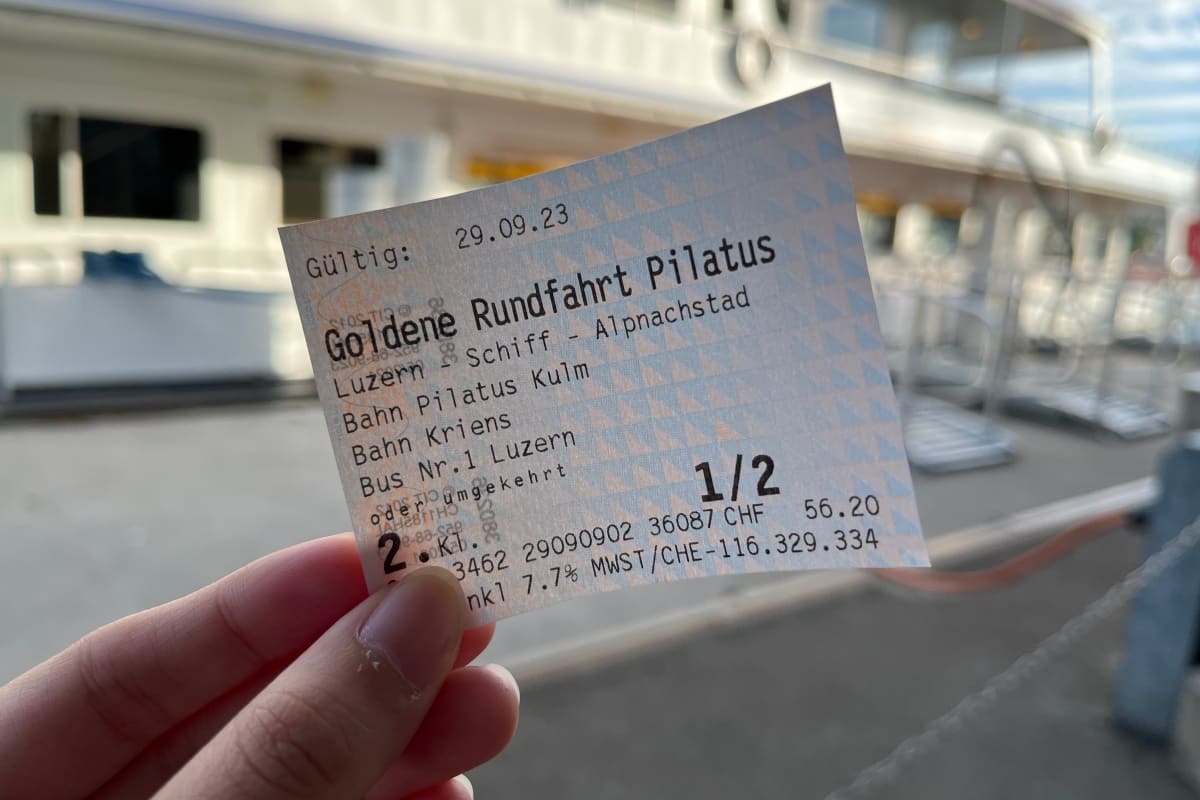 Gültig: 29.09.23
Goldene Rundfahrt Pilatus
Luzern - Schiff - Alpnachstad
Bahn Pilatus Kulm
Bahn Kriens
Bus Nr.1 Luzern
oder umgekehrt
1/2
2. Kl.
3462 29090902 36087 CHF 56.20
nkl 7.7% MWST/CHE-116.329.334